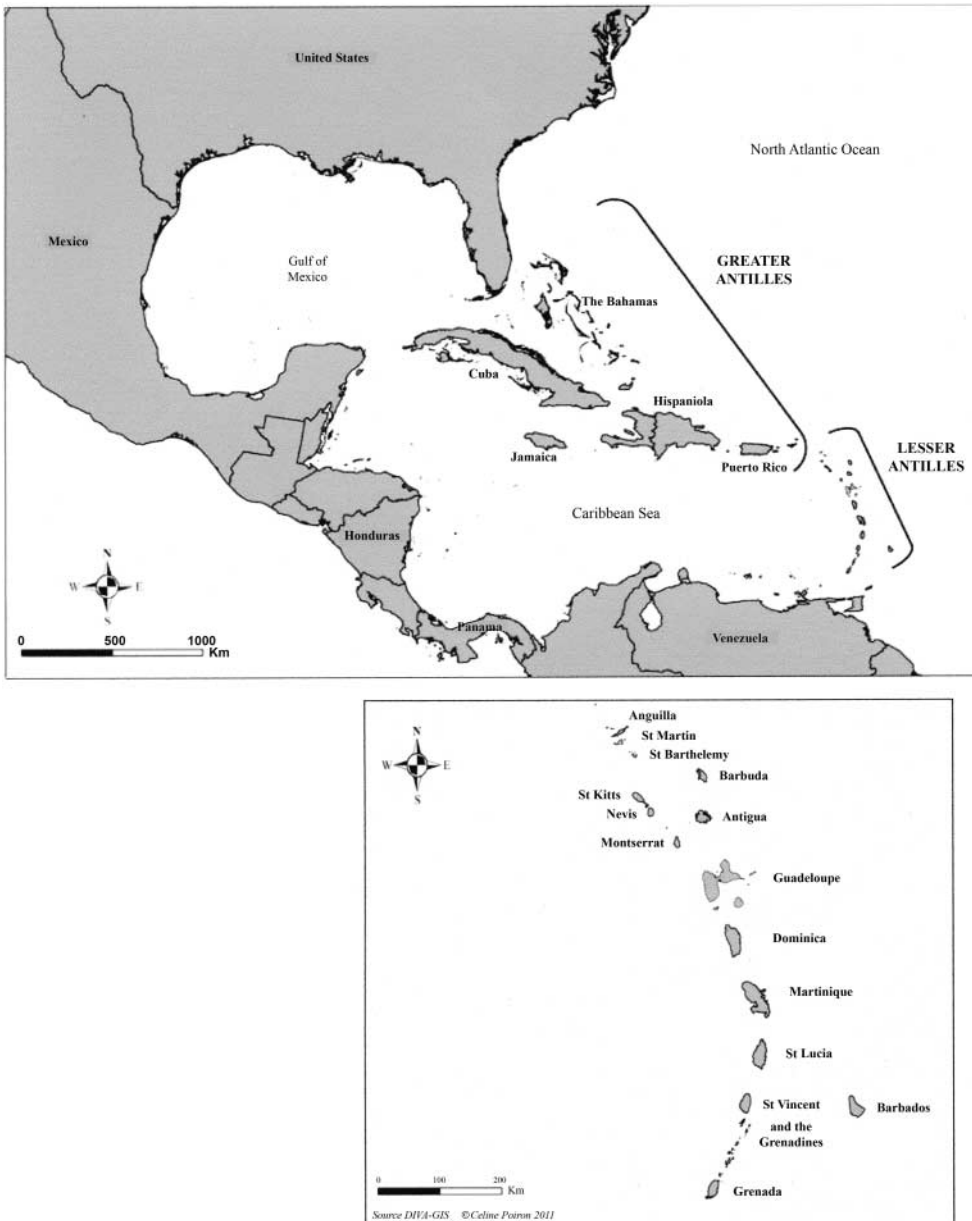 United States
North Atlantic Ocean
Mexico
Gulf of
Mexico
GREATER
ANTILLES
The Bahamas
Cuba
Hispaniola
Jamaica
Puerto Rico
LESSER
ANTILLES
Caribbean Sea
Honduras
N
W
E
S
0
500
1000
Km
Panama
Venezuela
Anguilla
St Martin
St Barthelemy
N
W
E
S
Barbuda
St Kitts
Nevis
Antigua
Montserrat
Guadeloupe
Dominica
Martinique
St Lucia
St Vincent
and the
Grenadines
Barbados
0
100
200
Km
Grenada
Source DIVA-GIS ©Celine Poiron 2011